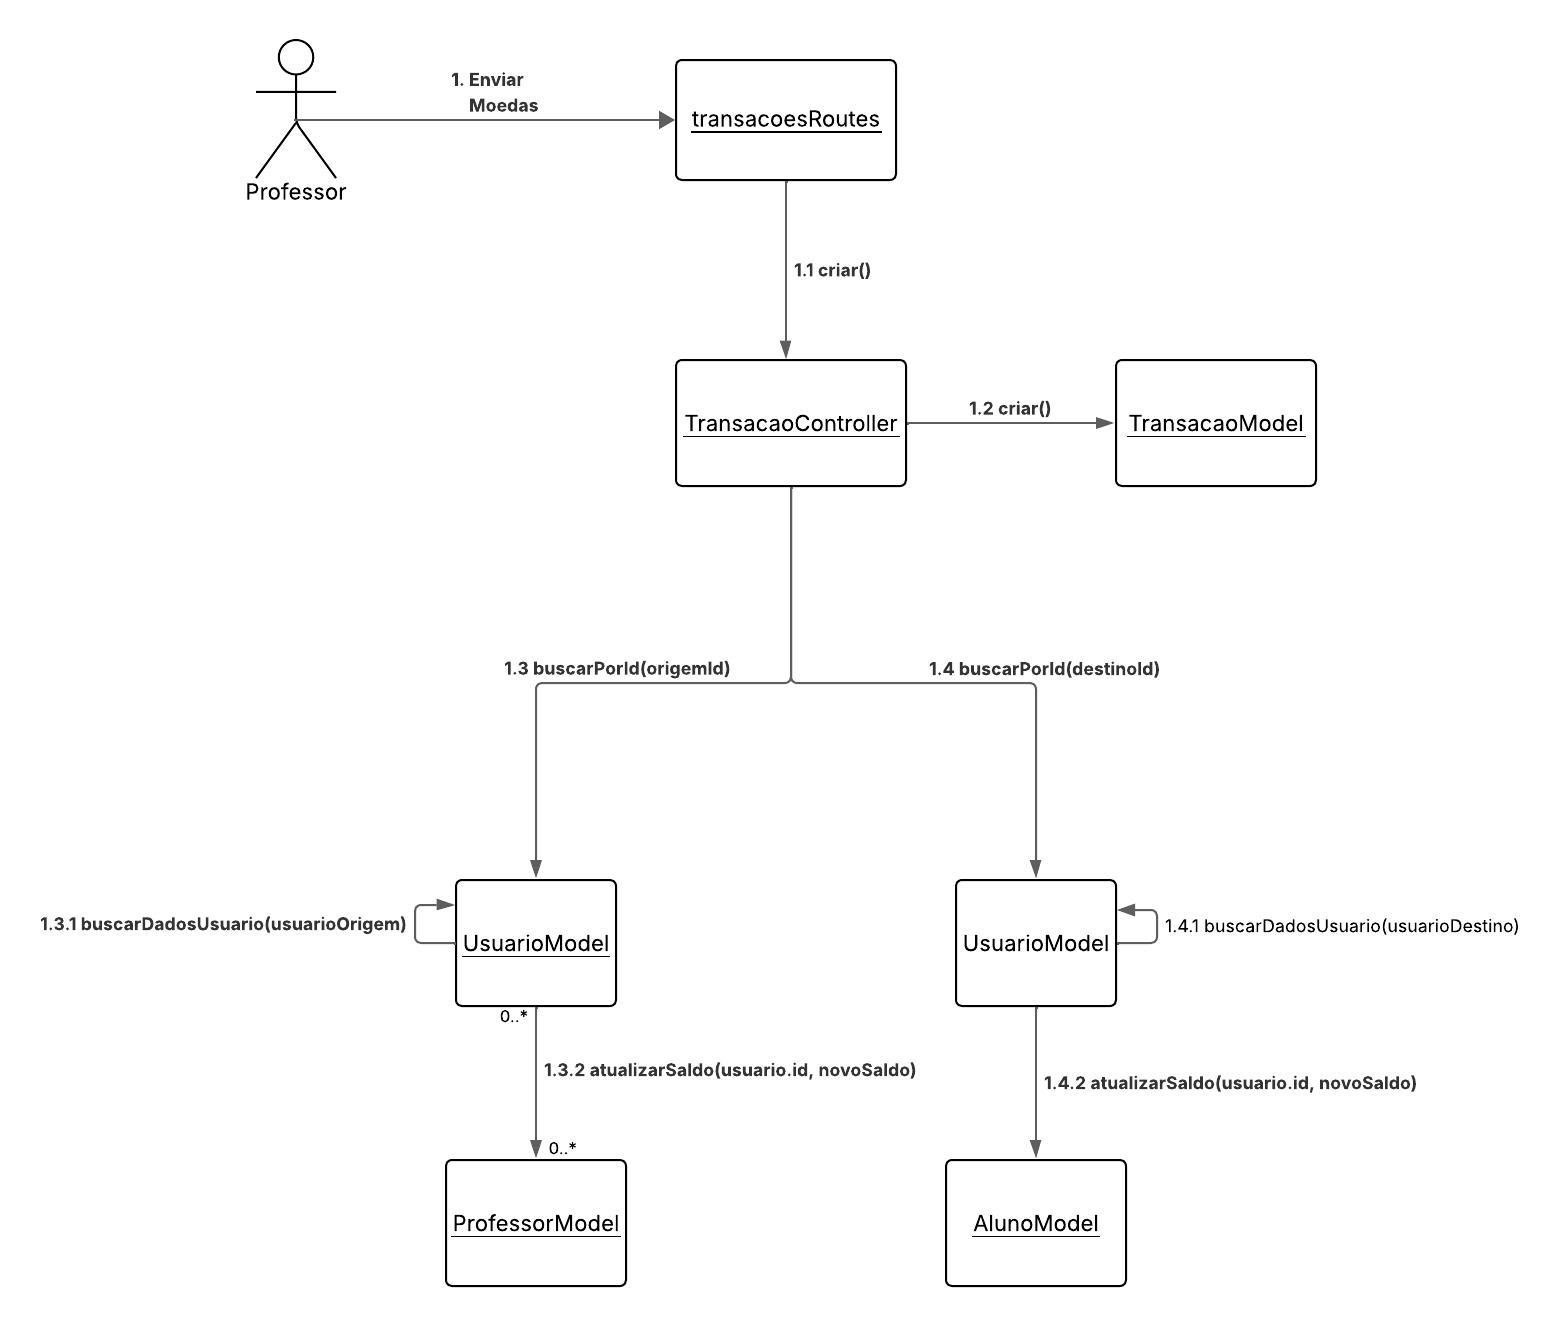 1. Enviar
Moedas
transacoesRoutes
Professor
1.1 criar()
TransacaoController
1.2 criar()
TransacaoModel
1.3 buscarPorId(origemId)
1.4 buscarPorId(destinoId)
1.3.1 buscarDadosUsuario(usuarioOrigem)
UsuarioModel
UsuarioModel
1.4.1 buscarDadosUsuario(usuarioDestino)
0..*
1.3.2 atualizarSaldo(usuario.id, novoSaldo)
1.4.2 atualizarSaldo(usuario.id, novoSaldo)
0..*
ProfessorModel
AlunoModel